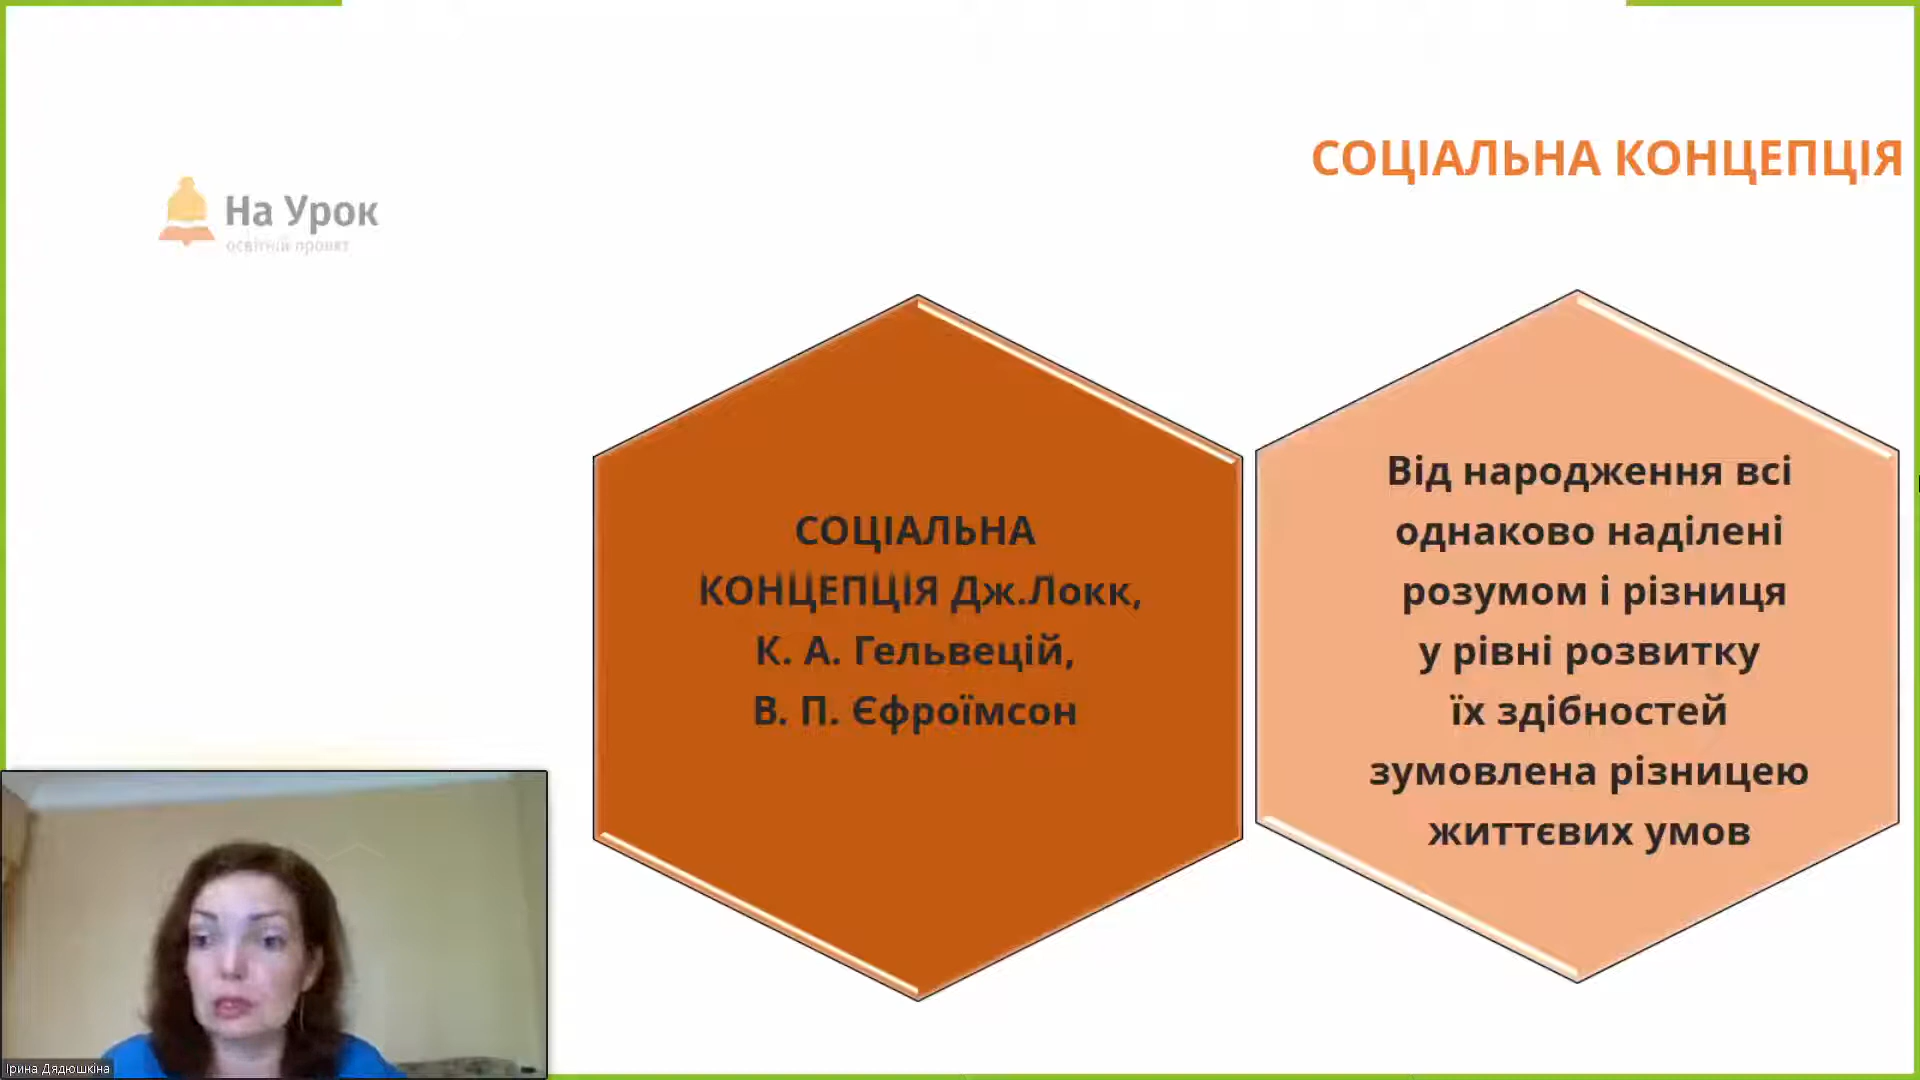 СОЦІАЛЬНА КОНЦЕПЦІЯ
На Урок
освітній проект
СОЦІАЛЬНА
КОНЦЕПЦІЯ Дж.Локк,
К. А. Гельвецій,
В. П. Єфроїмсон
Від народження всі
однаково наділені
розумом і різниця
у рівні розвитку
їх здібностей
зумовлена різницею
життєвих умов
Ірина Дядюшкіна